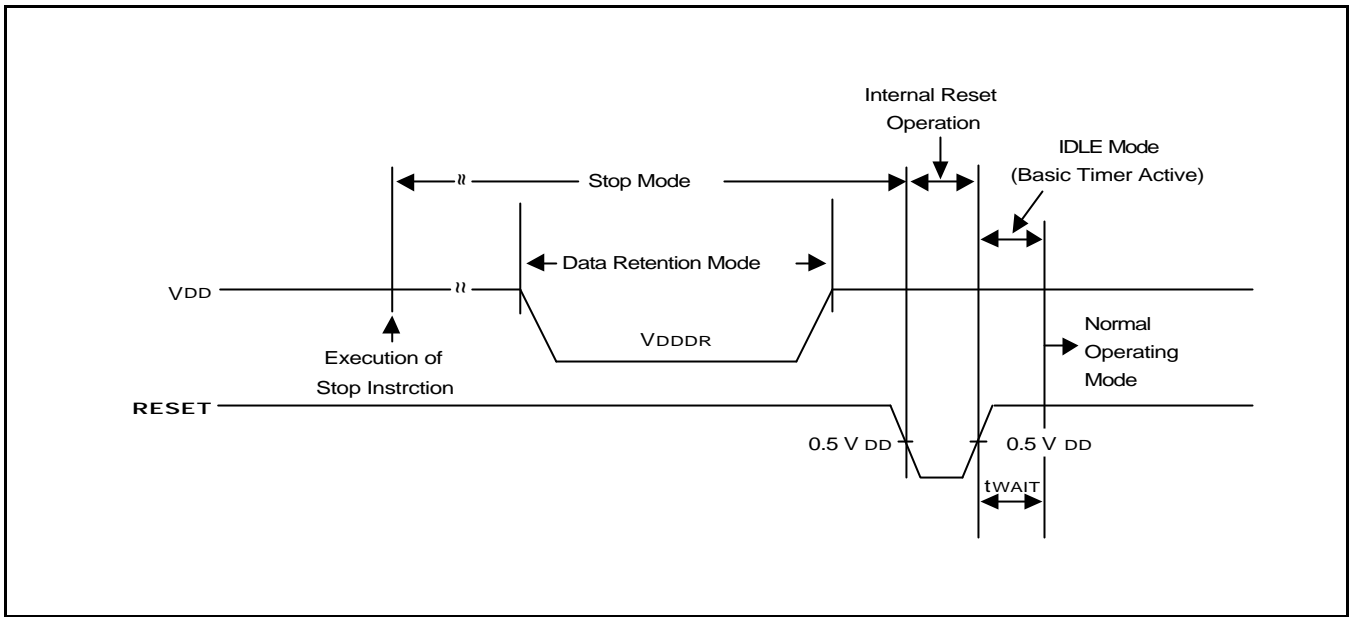 Internal Reset
Operation
IDLE Mode
(Basic Timer Active)
Stop Mode
Data Retention Mode
VDD
VDDDR
Execution of
Stop Instrction
Normal
Operating
Mode
RESET
0.5 V DD
0.5 V DD
tWAIT